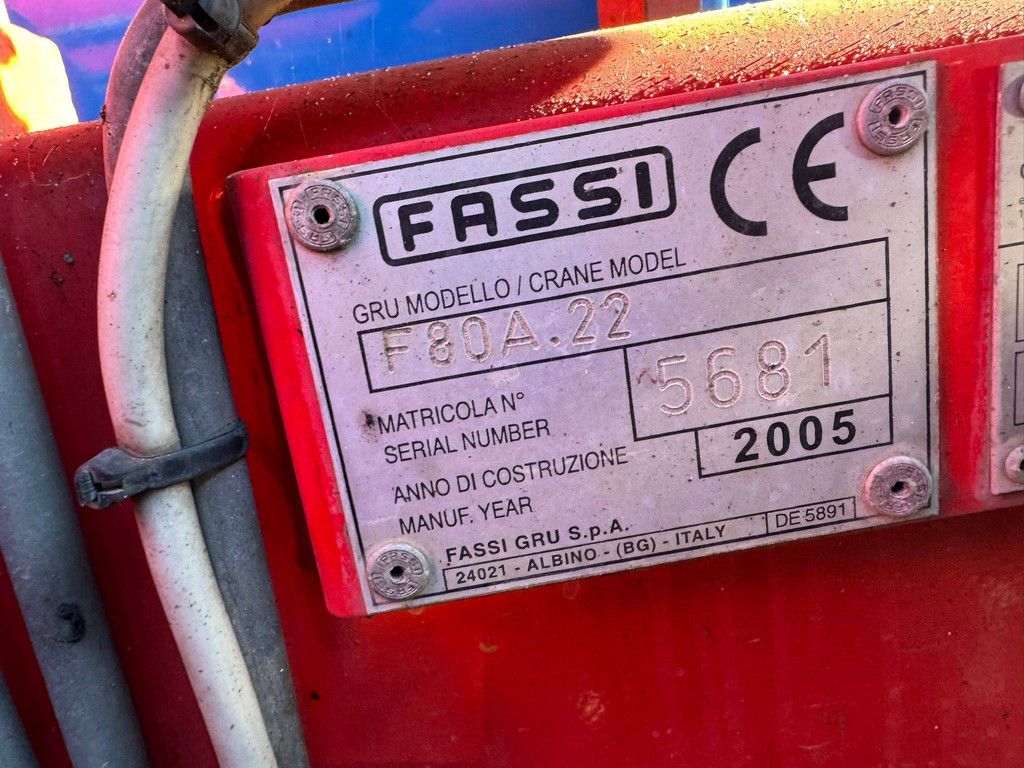 FASSI CE
GRU MODELLO / CRANE MODEL
F80A.22
MATRICOLA N°
SERIAL NUMBER
5681
ANNO DI COSTRUZIONE
MANUF. YEAR
2005
FASSI GRU S.p.A.
24021 - ALBINO - (BG) - ITALY
DE 5891